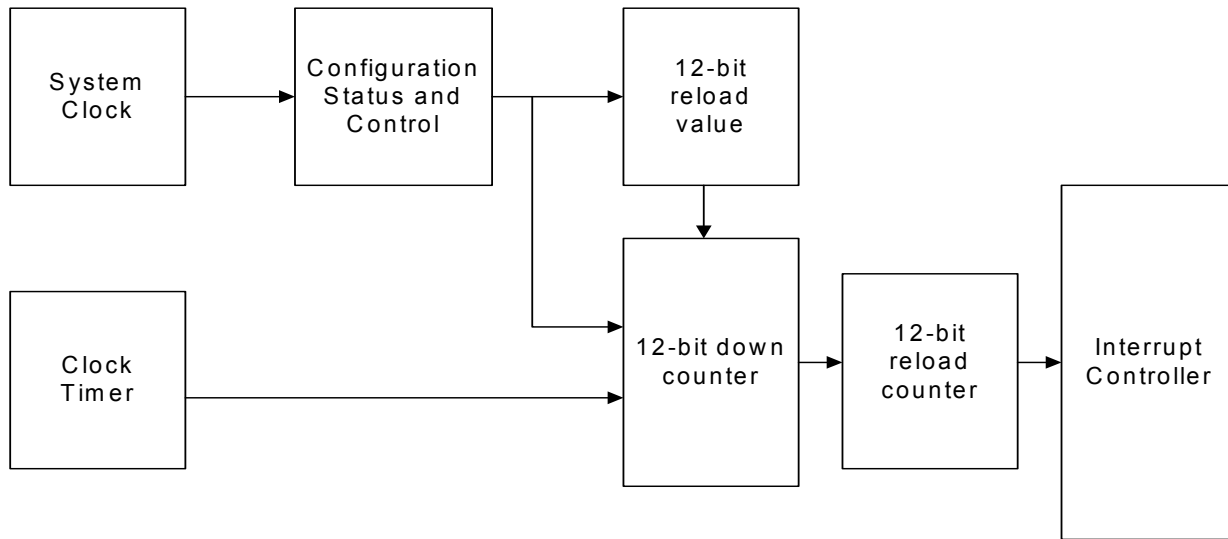 System
Clock
Configuration
Status and
Control
12-bit
reload
value
Clock
Timer
12-bit down
counter
12-bit
reload
counter
Interrupt
Controller